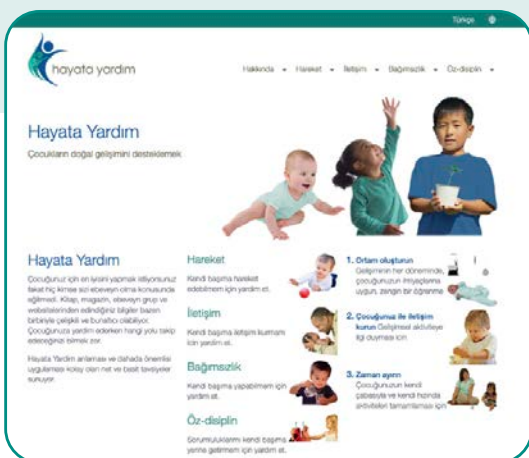 Türkçe
hayata yardım
Hakkında
Hareket
İletişim
Bağımsızlık
Öz-disiplin
Hayata Yardım
Çocukların doğal gelişimini desteklemek
Hayata Yardım
Çocuğunuz için en iyisini yapmak istiyorsunuz
fakat hiç kimse sizi ebeveyn olma konusunda
eğitmedi. Kitap, magazin, ebeveyn grup ve
websitelerinden edindiğiniz bilgiler bazen
birbiriyle çelişkili ve bunaltıcı olabiliyor.
Çocuğunuza yardım ederken hangi yolu takip
edeceğinizi bilmek zor.
Hayata Yardım anlaması ve dahada önemlisi
uygulaması kolay olan net ve basit tavsiyeler
sunuyor.
Hareket
Kendi başıma hareket
edebilmem için yardım et.
İletişim
Kendi başıma iletişim kurmam
için yardım et.
Bağımsızlık
Kendi başıma yapabilmem için
yardım et.
Öz-disiplin
Sorumluluklarımı kendi başıma
yerine getirmem için yardım et.
1. Ortam oluşturun
Gelişiminin her döneminde,
çocuğunuzun ihtiyaçlarına
uygun, zengin bir öğrenme
2. Çocuğunuz ile iletişim
kurun Gelişimsel aktiviteye
ilgi duyması için
3. Zaman ayırın
Çocuğunuzun kendi
çabasıyla ve kendi hızında
aktiviteleri tamamlaması için